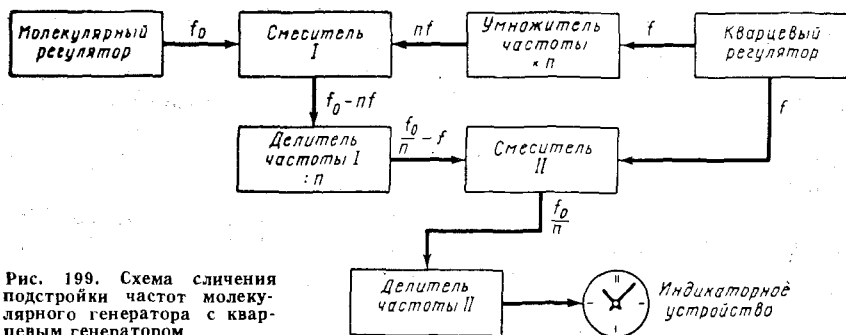 Молекулярный
регулятор
f₀
Смеситель
I
nf
Умножитель
частоты
× n
f
Кварцевый
регулятор
f₀ - nf
f
Делитель
частоты I
: n
f₀/n - f
Смеситель
II
f₀/n
Делитель
частоты II
II
I
Индикаторное
устройство
Рис. 199. Схема сличения
подстройки частот молеку-
лярного генератора с квар-
цевым генератором